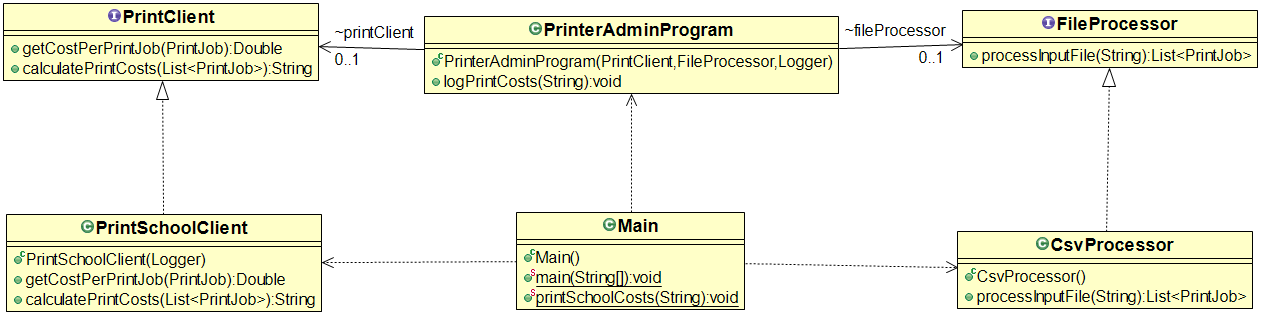 PrintClient
getCostPerPrintJob(PrintJob):Double
calculatePrintCosts(List<PrintJob>):String
~printClient
0..1
PrinterAdminProgram
PrinterAdminProgram(PrintClient,FileProcessor,Logger)
logPrintCosts(String):void
~fileProcessor
0..1
FileProcessor
processInputFile(String):List<PrintJob>
PrintSchoolClient
PrintSchoolClient(Logger)
getCostPerPrintJob(PrintJob):Double
calculatePrintCosts(List<PrintJob>):String
Main
Main()
main(String[]):void
printSchoolCosts(String):void
CsvProcessor
CsvProcessor()
processInputFile(String):List<PrintJob>